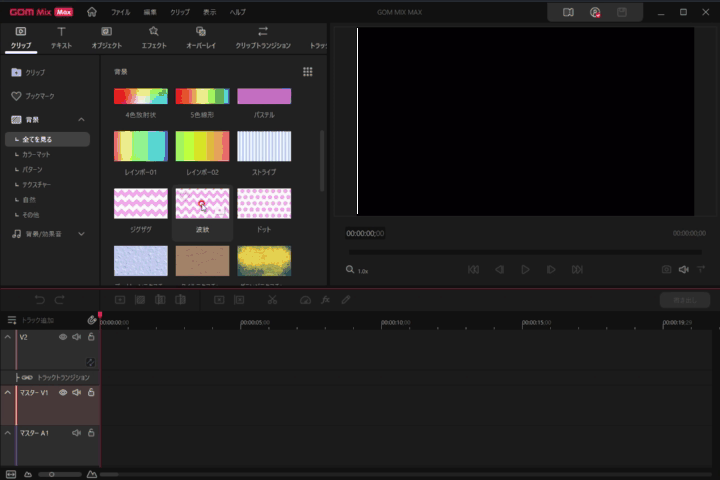 GOM Mix Max ファイル 編集 クリップ 表示 ヘルプ GOM MIX MAX
クリップ テキスト オブジェクト エフェクト オーバーレイ クリップトランジション トラッ
クリップ
ブックマーク
背景
全てを見る
カラーマット
パターン
テクスチャー
自然
その他
背景/効果音
背景
4色放射状 5色線形 パステル
レインボー01 レインボー02 ストライプ
ジグザグ 波紋 ドット
00:00:00;00 00:00:00;00
1.0x
トラック追加
00:00:00;00 00:00:05;00 00:00:10;00 00:00:15;00 00:00:19;29
V2
トラックトランジション
マスター V1
マスター A1